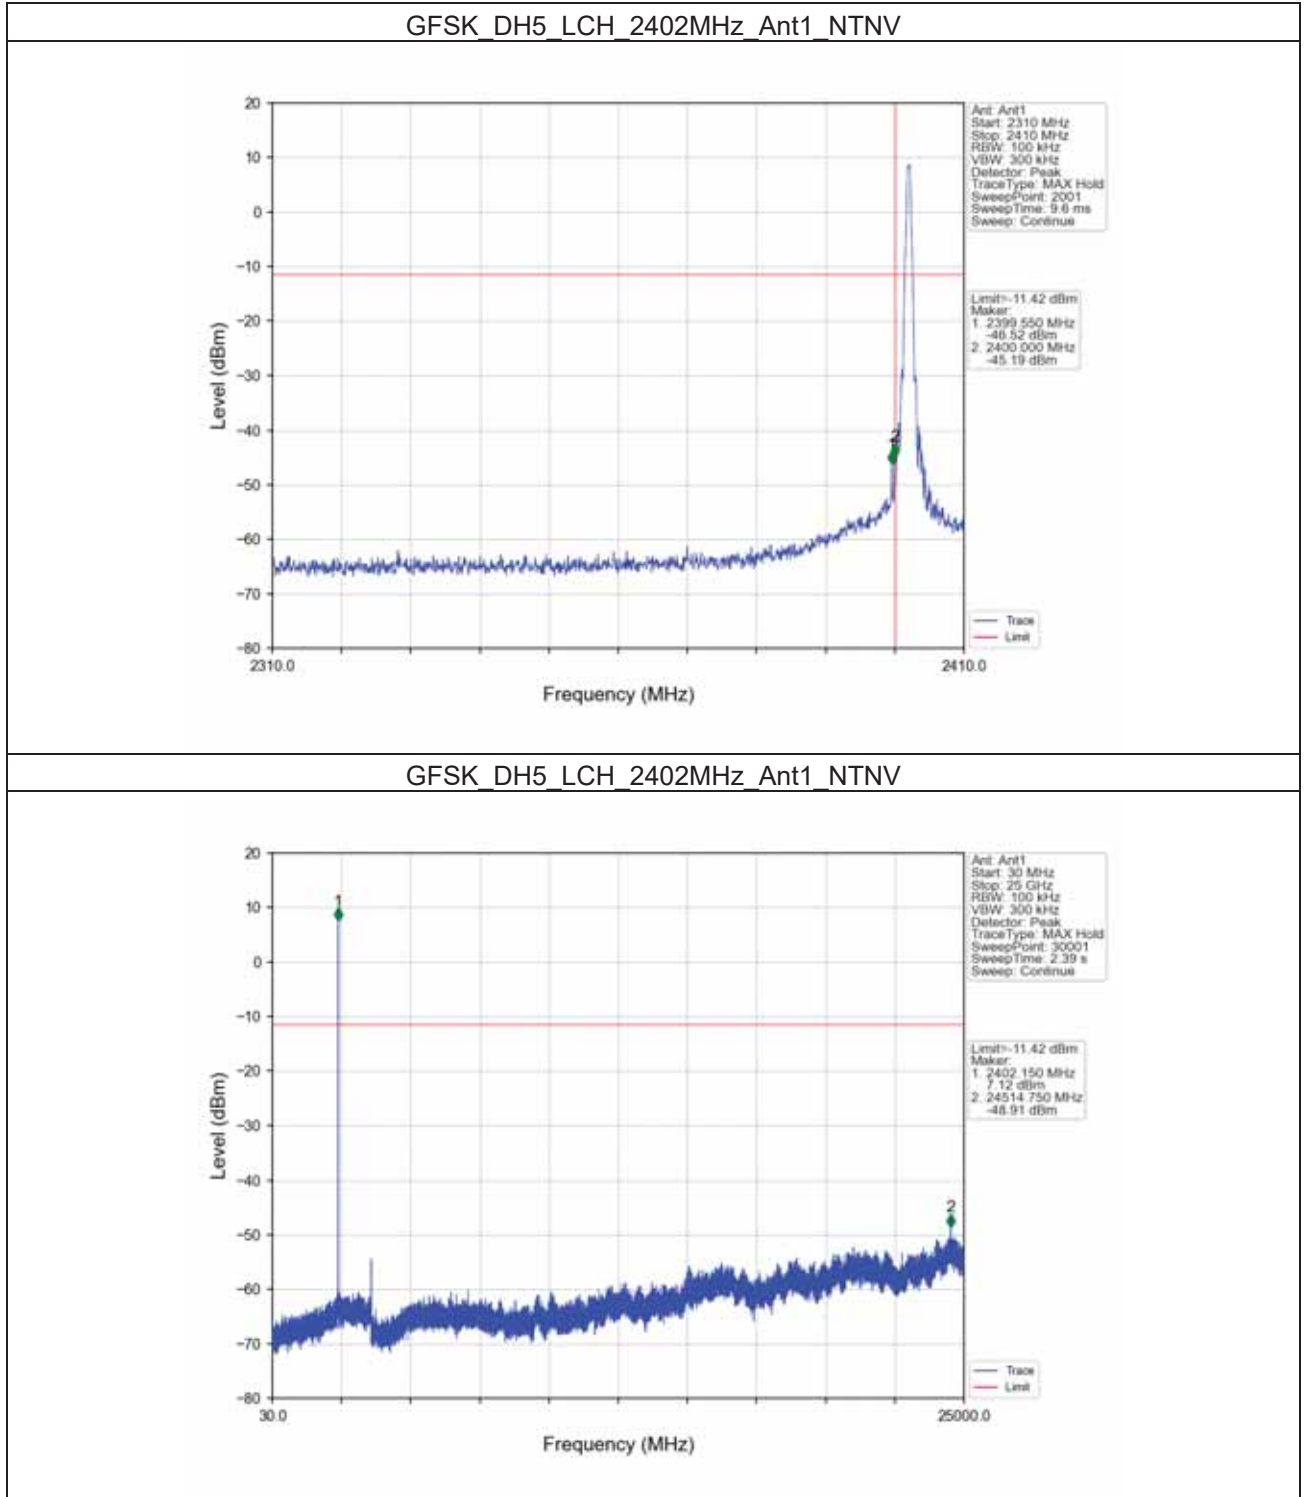 GFSK_DH5_LCH_2402MHz_Ant1_NTNV
20
10
0
−10
−20
−30
−40
−50
−60
−70
−80
Level (dBm)
2310.0
2410.0
Frequency (MHz)
2
Ant: Ant1
Start: 2310 MHz
Stop: 2410 MHz
RBW: 100 kHz
VBW: 300 kHz
Detector: Peak
TraceType: MAX Hold
SweepPoint: 2001
SweepTime: 9.6 ms
Sweep: Continue
Limit=-11.42 dBm
Maker:
1. 2399.550 MHz
-46.52 dBm
2. 2400.000 MHz
-45.19 dBm
Trace
Limit
GFSK_DH5_LCH_2402MHz_Ant1_NTNV
20
10
0
−10
−20
−30
−40
−50
−60
−70
−80
Level (dBm)
30.0
25000.0
Frequency (MHz)
1
2
Ant: Ant1
Start: 30 MHz
Stop: 25 GHz
RBW: 100 kHz
VBW: 300 kHz
Detector: Peak
TraceType: MAX Hold
SweepPoint: 30001
SweepTime: 2.39 s
Sweep: Continue
Limit=-11.42 dBm
Maker:
1. 2402.150 MHz
7.12 dBm
2. 24514.750 MHz
-48.91 dBm
Trace
Limit